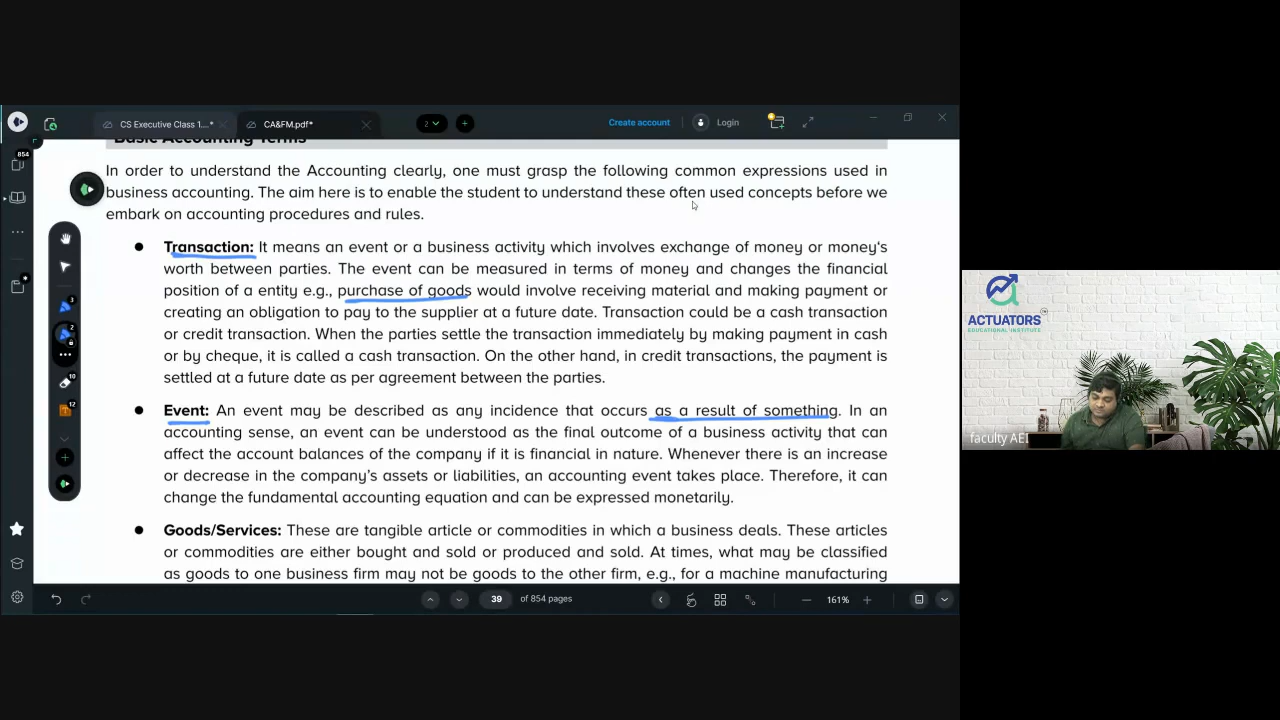 CS Executive Class 1....*
CA&FM.pdf*
2
Create account
Login
854
Basic Accounting Terms
In order to understand the Accounting clearly, one must grasp the following common expressions used in
business accounting. The aim here is to enable the student to understand these often used concepts before we
embark on accounting procedures and rules.
● Transaction: It means an event or a business activity which involves exchange of money or money's
worth between parties. The event can be measured in terms of money and changes the financial
position of a entity e.g., purchase of goods would involve receiving material and making payment or
creating an obligation to pay to the supplier at a future date. Transaction could be a cash transaction
or credit transaction. When the parties settle the transaction immediately by making payment in cash
or by cheque, it is called a cash transaction. On the other hand, in credit transactions, the payment is
settled at a future date as per agreement between the parties.
● Event: An event may be described as any incidence that occurs as a result of something. In an
accounting sense, an event can be understood as the final outcome of a business activity that can
affect the account balances of the company if it is financial in nature. Whenever there is an increase
or decrease in the company's assets or liabilities, an accounting event takes place. Therefore, it can
change the fundamental accounting equation and can be expressed monetarily.
● Goods/Services: These are tangible article or commodities in which a business deals. These articles
or commodities are either bought and sold or produced and sold. At times, what may be classified
as goods to one business firm may not be goods to the other firm, e.g., for a machine manufacturing
3
2
10
12
39 of 854 pages
161%
ACTUATORS
EDUCATIONAL INSTITUTE
faculty AEI